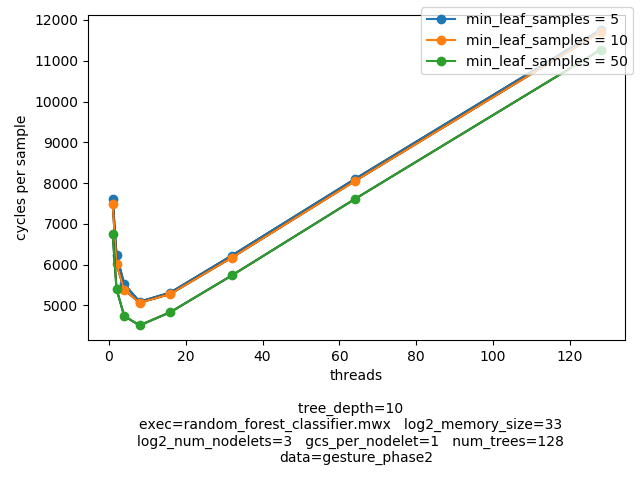 12000
11000
10000
9000
8000
7000
6000
5000
cycles per sample
min_leaf_samples = 5
min_leaf_samples = 10
min_leaf_samples = 50
0 20 40 60 80 100 120
threads
tree_depth=10
exec=random_forest_classifier.mwx log2_memory_size=33
log2_num_nodelets=3 gcs_per_nodelet=1 num_trees=128
data=gesture_phase2